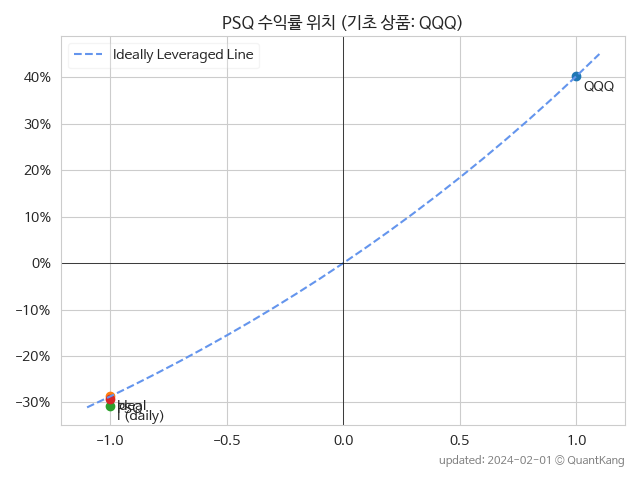 PSQ 수익률 위치 (기초 상품: QQQ)
Ideally Leveraged Line
40%
30%
20%
10%
0%
−10%
−20%
−30%
QQQ
Ideal
PSQ
(daily)
−1.0 −0.5 0.0 0.5 1.0
updated: 2024-02-01 © QuantKang